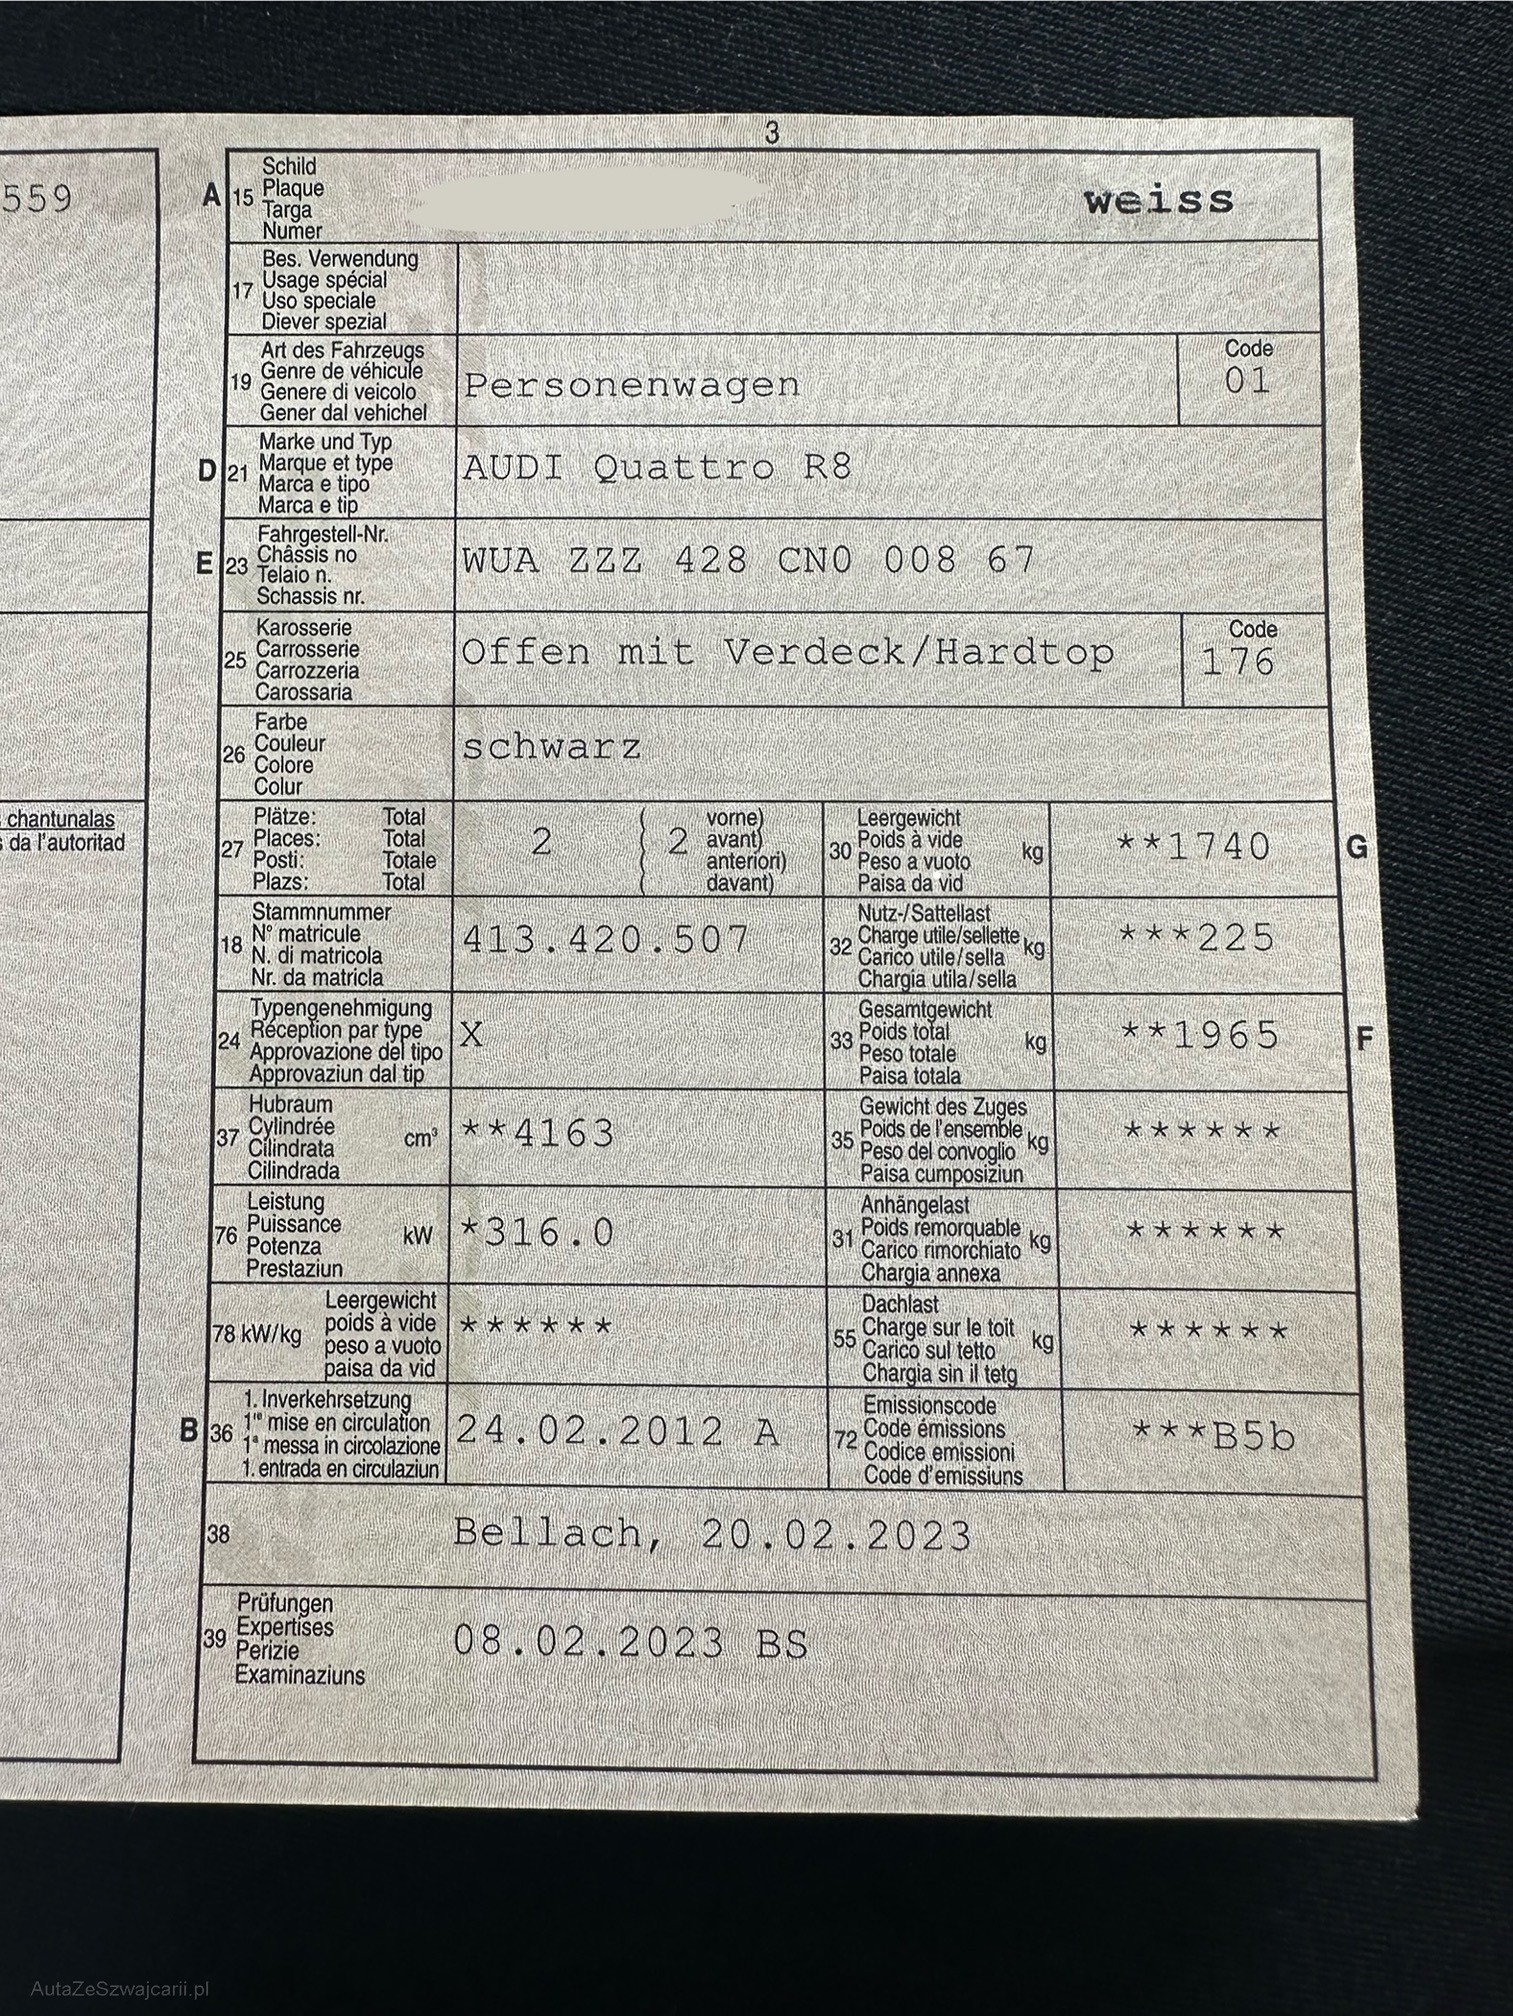 3
559
chantunalas
da l'autoritad
A 15 Schild
Plaque
Targa
Numer
weiss
17 Bes. Verwendung
Usage spécial
Uso speciale
Diever spezial
19 Art des Fahrzeugs
Genre de véhicule
Genere di veicolo
Gener dal vehichel
Personenwagen
Code
01
D 21 Marke und Typ
Marque et type
Marca e tipo
Marca e tip
AUDI Quattro R8
E 23 Fahrgestell-Nr.
Châssis no
Telaio n.
Schassis nr.
WUA ZZZ 428 CN0 008 67
25 Karosserie
Carrosserie
Carrozzeria
Carossaria
Offen mit Verdeck/Hardtop
Code
176
26 Farbe
Couleur
Colore
Colur
schwarz
27 Plätze: Total
Places: Total
Posti: Totale
Plazs: Total
2 ( 2 vorne)
avant)
anteriori)
davant)
30 Leergewicht
Poids à vide
Peso a vuoto
Paisa da vid
kg
**1740
G
18 Stammnummer
N° matricule
N. di matricola
Nr. da matricla
413.420.507
32 Nutz-/Sattellast
Charge utile/sellette
Carico utile/sella
Chargia utila/sella
kg
***225
24 Typengenehmigung
Réception par type
Approvazione del tipo
Approvaziun dal tip
X
33 Gesamtgewicht
Poids total
Peso totale
Paisa totala
kg
**1965
F
37 Hubraum
Cylindrée
Cilindrata
Cilindrada
cm³
**4163
35 Gewicht des Zuges
Poids de l'ensemble
Peso del convoglio
Paisa cumposiziun
kg
******
76 Leistung
Puissance
Potenza
Prestaziun
kW
*316.0
31 Anhängelast
Poids remorquable
Carico rimorchiato
Chargia annexa
kg
******
78 kW/kg
Leergewicht
poids à vide
peso a vuoto
paisa da vid
******
55 Dachlast
Charge sur le toit
Carico sul tetto
Chargia sin il tetg
kg
******
B 36 1. Inverkehrsetzung
1re mise en circulation
1a messa in circolazione
1. entrada en circulaziun
24.02.2012 A
72 Emissionscode
Code émissions
Codice emissioni
Code d'emissiuns
***B5b
38
Bellach, 20.02.2023
39 Prüfungen
Expertises
Perizie
Examinaziuns
08.02.2023 BS
AutaZeSzwajcarii.pl